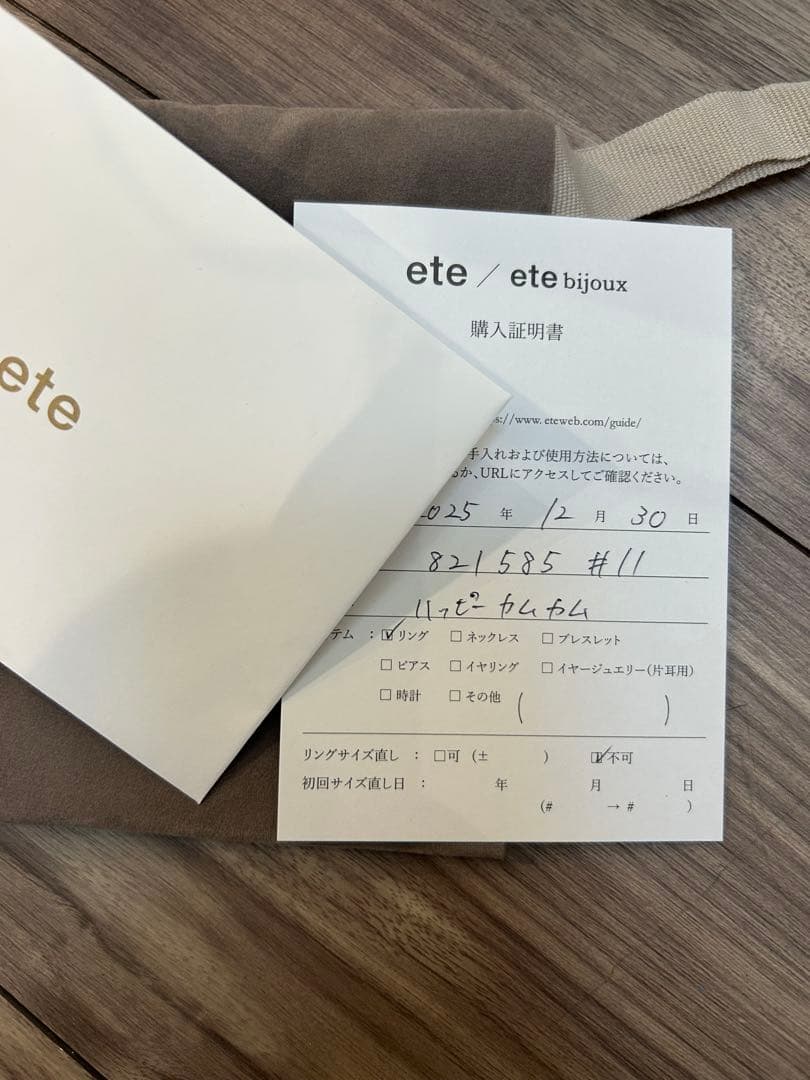 ete
ete / ete bijoux
購入証明書
://www.eteweb.com/guide/
手入れおよび使用方法については、
か、URLにアクセスしてご確認ください。
2025 年 12 月 30 日
821585 #11
ハッピーカムカム
テム : ☑リング □ネックレス □ブレスレット
□ピアス □イヤリング □イヤージュエリー(片耳用)
□時計 □その他 ( )
リングサイズ直し : □可 (± ) ☑不可
初回サイズ直し日 : 年 月 日
(# → # )